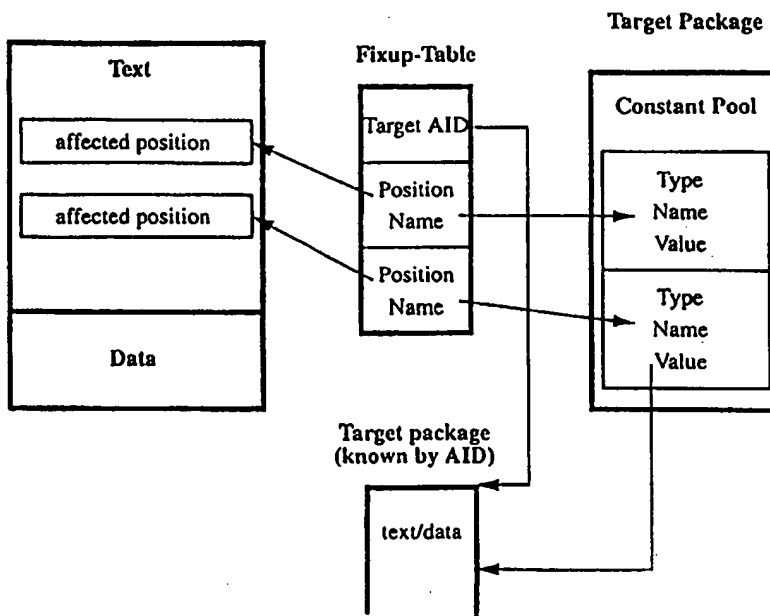 Text
affected position
affected position
Data
Fixup-Table
Target AID
Position
Name
Position
Name
Target Package
Constant Pool
Type
Name
Value
Type
Name
Value
Target package
(known by AID)
text/data